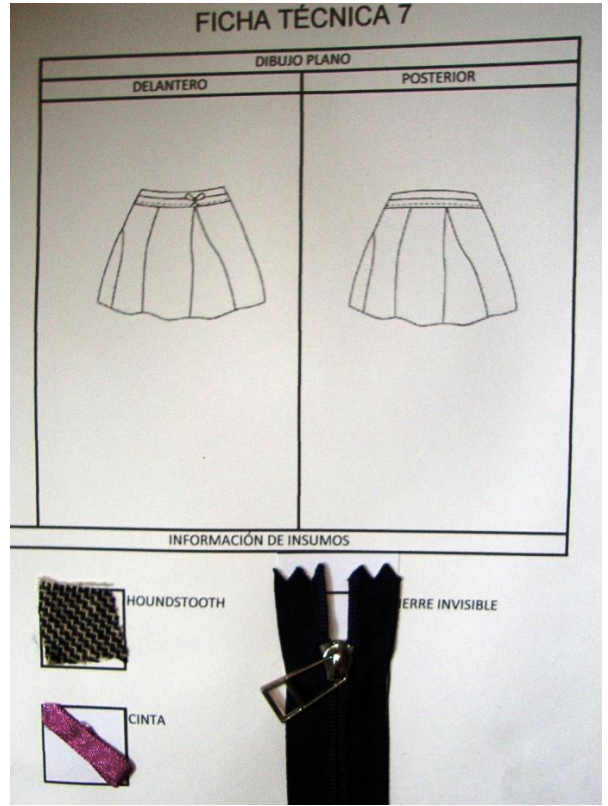 FICHA TÉCNICA 7
DIBUJO PLANO
DELANTERO
POSTERIOR
INFORMACIÓN DE INSUMOS
HOUNDSTOOTH
ERRE INVISIBLE
CINTA